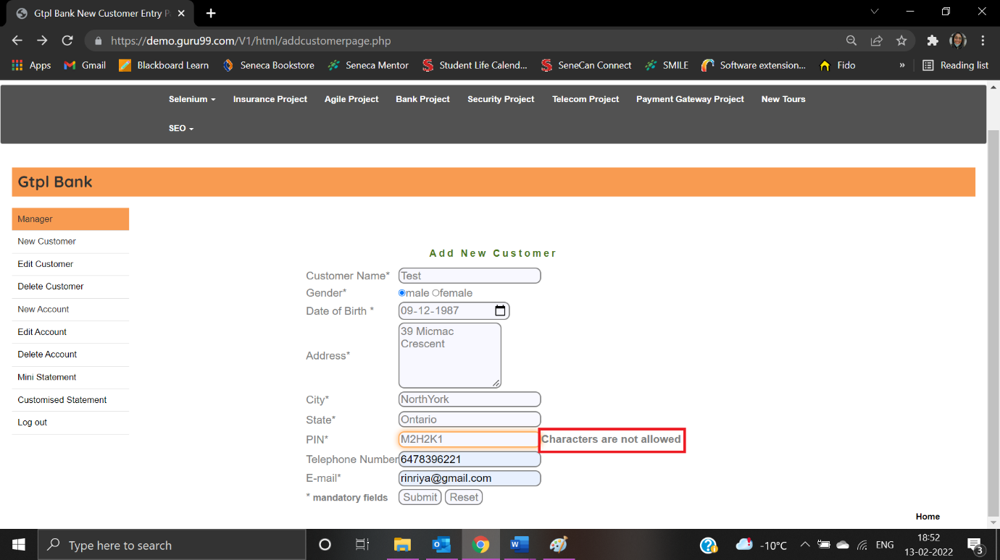 Gtpl Bank New Customer Entry P
https://demo.guru99.com/V1/html/addcustomerpage.php
Apps Gmail Blackboard Learn Seneca Bookstore Seneca Mentor Student Life Calend... SeneCan Connect SMILE Software extension... Fido » Reading list
Selenium Insurance Project Agile Project Bank Project Security Project Telecom Project Payment Gateway Project New Tours
SEO
Gtpl Bank
Manager
New Customer
Edit Customer
Delete Customer
New Account
Edit Account
Delete Account
Mini Statement
Customised Statement
Log out
Add New Customer
Customer Name* Test
Gender* male female
Date of Birth * 09-12-1987
Address* 39 Micmac
Crescent
City* NorthYork
State* Ontario
PIN* M2H2K1 Characters are not allowed
Telephone Number 6478396221
E-mail* rinriya@gmail.com
* mandatory fields Submit Reset
Home
Type here to search
-10°C ENG 18:52
13-02-2022 3